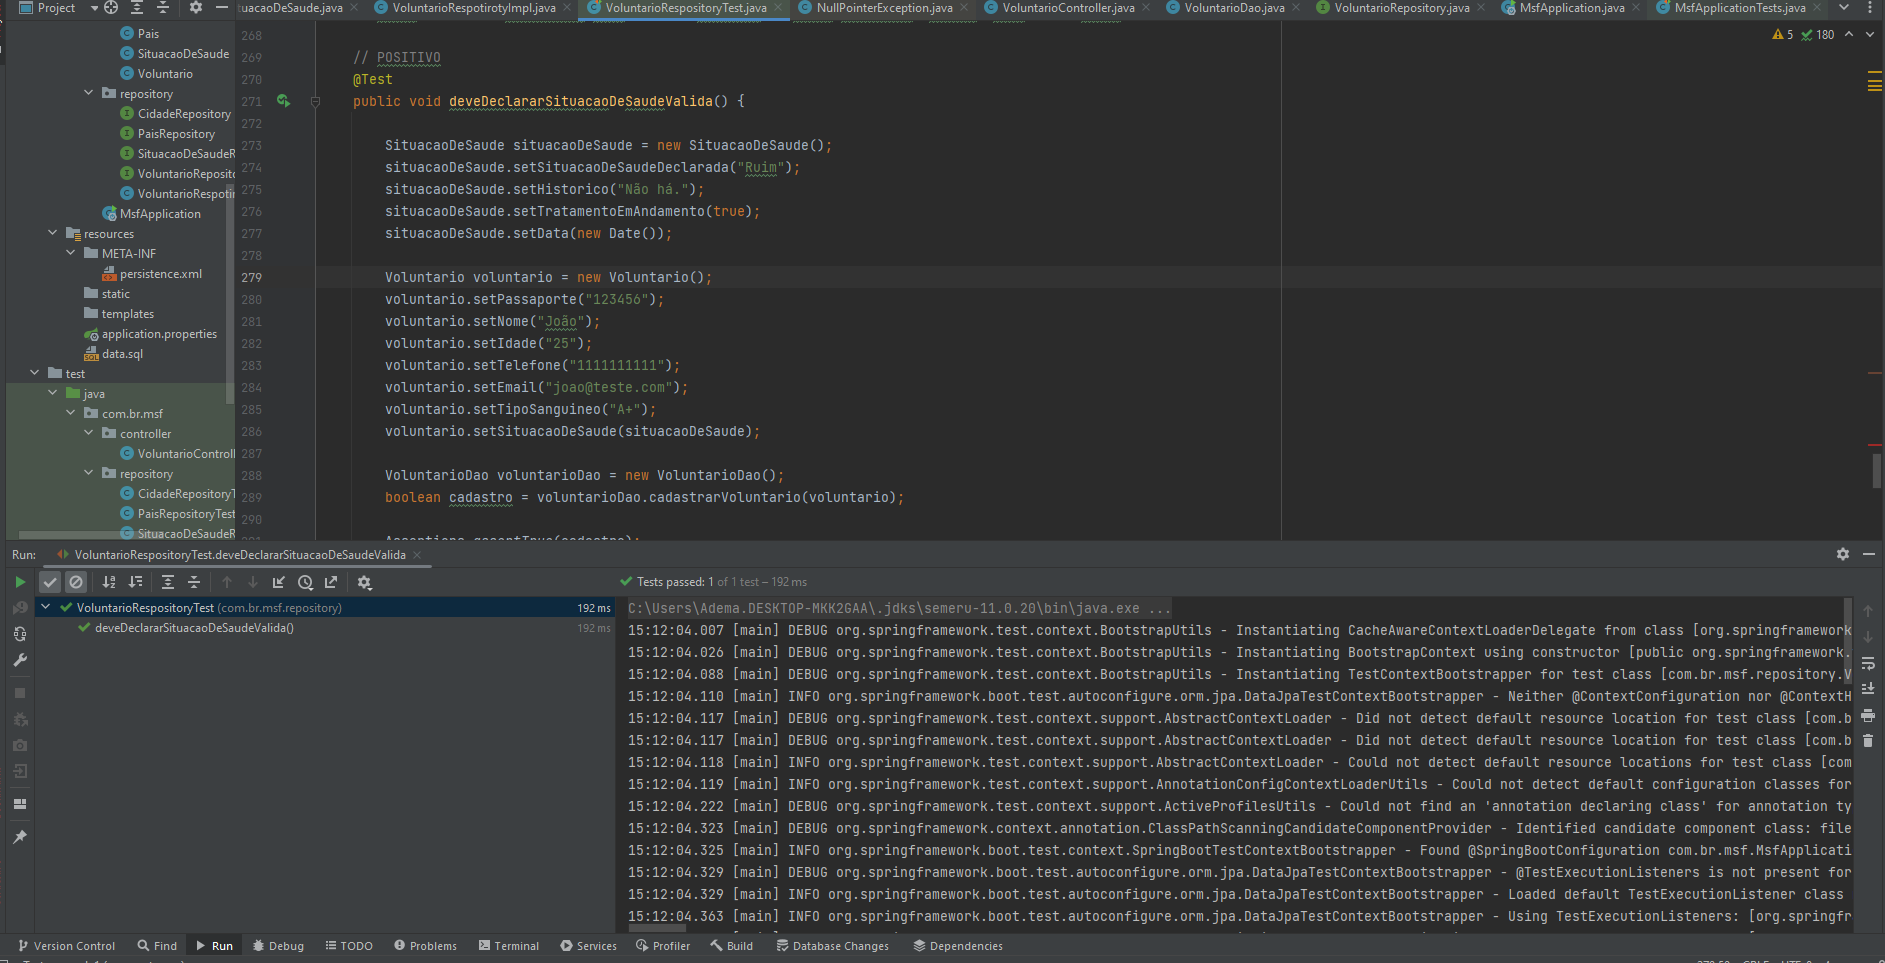 Project
tuacaoDeSaude.java
VoluntarioRespotirotyImpl.java
VoluntarioRespositoryTest.java
NullPointerException.java
VoluntarioController.java
VoluntarioDao.java
VoluntarioRepository.java
MsfApplication.java
MsfApplicationTests.java
Pais
SituacaoDeSaude
Voluntario
repository
CidadeRepository
PaisRepository
SituacaoDeSaudeR
VoluntarioReposito
VoluntarioRespotir
MsfApplication
resources
META-INF
persistence.xml
static
templates
application.properties
data.sql
test
java
com.br.msf
controller
VoluntarioControll
repository
CidadeRepositoryT
PaisRepositoryTest
SituacaoDeSaudeR
5 180
268
269 // POSITIVO
270 @Test
271 public void deveDeclararSituacaoDeSaudeValida() {
272
273 SituacaoDeSaude situacaoDeSaude = new SituacaoDeSaude();
274 situacaoDeSaude.setSituacaoDeSaudeDeclarada("Ruim");
275 situacaoDeSaude.setHistorico("Não há.");
276 situacaoDeSaude.setTratamentoEmAndamento(true);
277 situacaoDeSaude.setData(new Date());
278
279 Voluntario voluntario = new Voluntario();
280 voluntario.setPassaporte("123456");
281 voluntario.setNome("João");
282 voluntario.setIdade("25");
283 voluntario.setTelefone("1111111111");
284 voluntario.setEmail("joao@teste.com");
285 voluntario.setTipoSanguineo("A+");
286 voluntario.setSituacaoDeSaude(situacaoDeSaude);
287
288 VoluntarioDao voluntarioDao = new VoluntarioDao();
289 boolean cadastro = voluntarioDao.cadastrarVoluntario(voluntario);
290
Assertions.assertTrue(cadastro);
Run: VoluntarioRespositoryTest.deveDeclararSituacaoDeSaudeValida
Tests passed: 1 of 1 test – 192 ms
VoluntarioRespositoryTest (com.br.msf.repository) 192 ms
deveDeclararSituacaoDeSaudeValida() 192 ms
C:\Users\Adema.DESKTOP-MKK2GAA\.jdks\semeru-11.0.20\bin\java.exe ...
15:12:04.007 [main] DEBUG org.springframework.test.context.BootstrapUtils - Instantiating CacheAwareContextLoaderDelegate from class [org.springframework
15:12:04.026 [main] DEBUG org.springframework.test.context.BootstrapUtils - Instantiating BootstrapContext using constructor [public org.springframework.
15:12:04.088 [main] DEBUG org.springframework.test.context.BootstrapUtils - Instantiating TestContextBootstrapper for test class [com.br.msf.repository.V
15:12:04.110 [main] INFO org.springframework.boot.test.autoconfigure.orm.jpa.DataJpaTestContextBootstrapper - Neither @ContextConfiguration nor @ContextH
15:12:04.117 [main] DEBUG org.springframework.test.context.support.AbstractContextLoader - Did not detect default resource location for test class [com.b
15:12:04.117 [main] DEBUG org.springframework.test.context.support.AbstractContextLoader - Did not detect default resource location for test class [com.b
15:12:04.118 [main] INFO org.springframework.test.context.support.AbstractContextLoader - Could not detect default resource locations for test class [com
15:12:04.119 [main] INFO org.springframework.test.context.support.AnnotationConfigContextLoaderUtils - Could not detect default configuration classes for
15:12:04.222 [main] DEBUG org.springframework.test.context.support.ActiveProfilesUtils - Could not find an 'annotation declaring class' for annotation ty
15:12:04.323 [main] DEBUG org.springframework.context.annotation.ClassPathScanningCandidateComponentProvider - Identified candidate component class: file
15:12:04.325 [main] INFO org.springframework.boot.test.context.SpringBootTestContextBootstrapper - Found @SpringBootConfiguration com.br.msf.MsfApplicati
15:12:04.329 [main] DEBUG org.springframework.boot.test.autoconfigure.orm.jpa.DataJpaTestContextBootstrapper - @TestExecutionListeners is not present for
15:12:04.329 [main] INFO org.springframework.boot.test.autoconfigure.orm.jpa.DataJpaTestContextBootstrapper - Loaded default TestExecutionListener class
15:12:04.363 [main] INFO org.springframework.boot.test.autoconfigure.orm.jpa.DataJpaTestContextBootstrapper - Using TestExecutionListeners: [org.springfr
Version Control
Find
Run
Debug
TODO
Problems
Terminal
Services
Profiler
Build
Database Changes
Dependencies